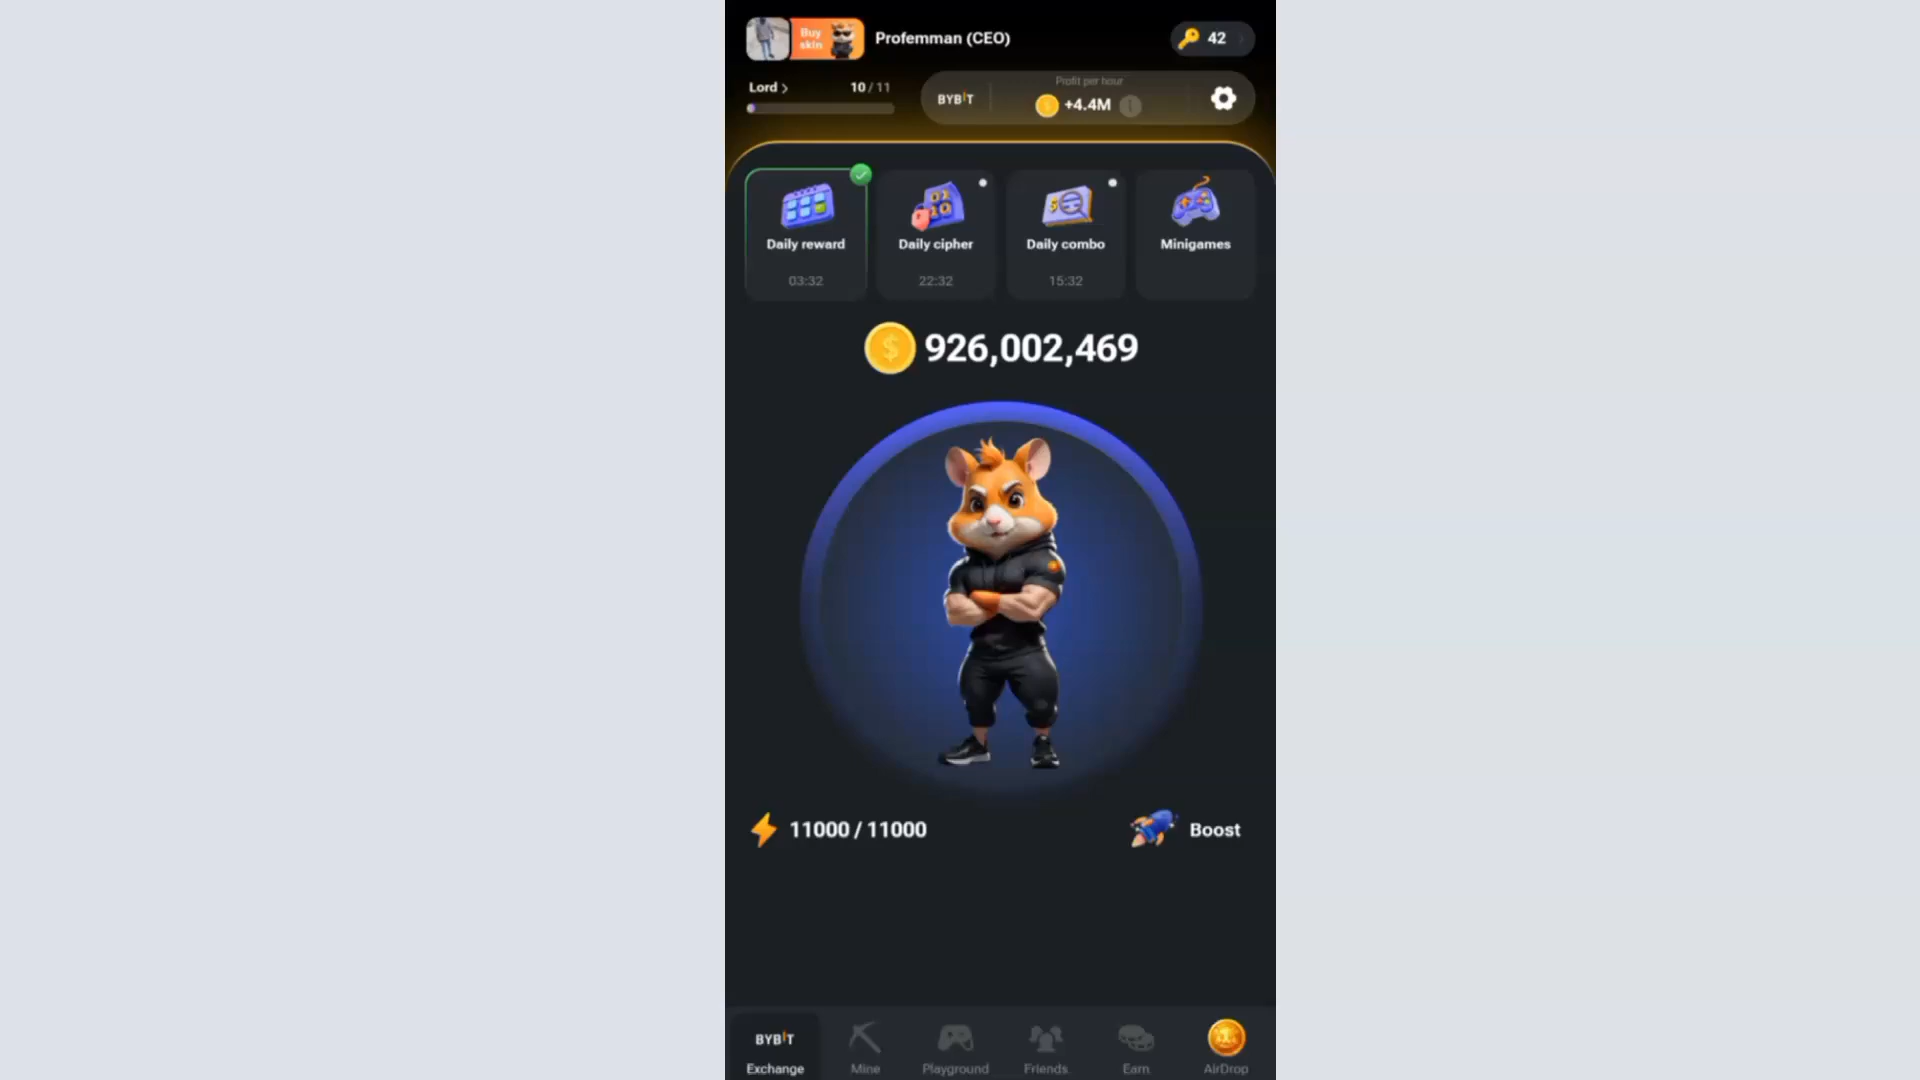 Buy
skin
Profemman (CEO)
42
Lord >
10 / 11
BYBIT
Profit per hour
+4.4M
Daily reward
03:32
Daily cipher
22:32
Daily combo
15:32
Minigames
926,002,469
11000 / 11000
Boost
BYBIT
Exchange
Mine
Playground
Friends
Earn
AirDrop